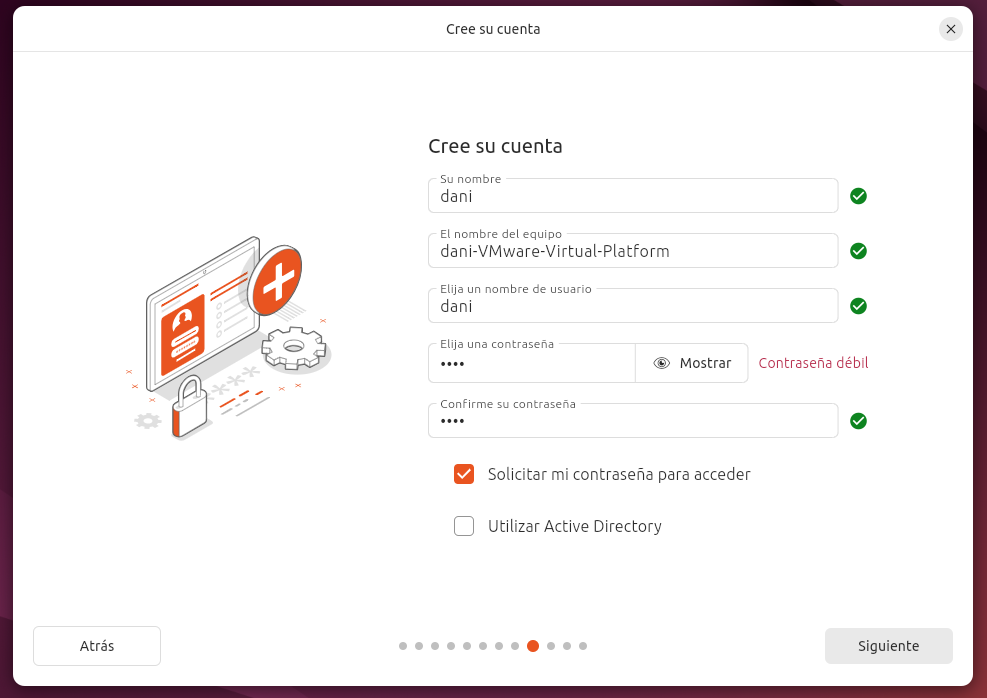 Cree su cuenta
Cree su cuenta
Su nombre
dani
El nombre del equipo
dani-VMware-Virtual-Platform
Elija un nombre de usuario
dani
Elija una contraseña
••••
Mostrar
Contraseña débil
Confirme su contraseña
••••
Solicitar mi contraseña para acceder
Utilizar Active Directory
Atrás
Siguiente